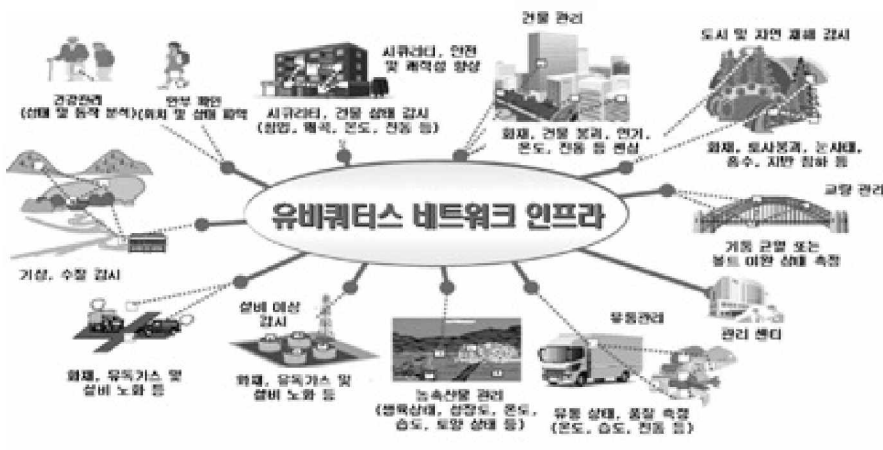 건물 관리
도시 및 자연 재해 감시
시큐리티, 안전
및 쾌적성 향상
건강관리
(상태 및 동작 분석)
안부 확인
(위치 및 상태 파악)
시큐리티, 건물 상태 감시
(침입, 왜곡, 온도, 진동 등)
화재, 건물 붕괴, 연기,
온도, 진동 등 센싱
화재, 토사붕괴, 눈사태,
홍수, 지반 침하 등
유비쿼터스 네트워크 인프라
교량 관리
거동 균열 또는
볼트 이완 상태 측정
기상, 수질 감시
설비 이상
감시
유통관리
관리 센터
화재, 유독가스 및
설비 노화 등
화재, 유독가스 및
설비 노화 등
농축산물 관리
(생육상태, 성장도, 온도,
습도, 토양 상태 등)
유통 상태, 품질 측정
(온도, 습도, 진동 등)